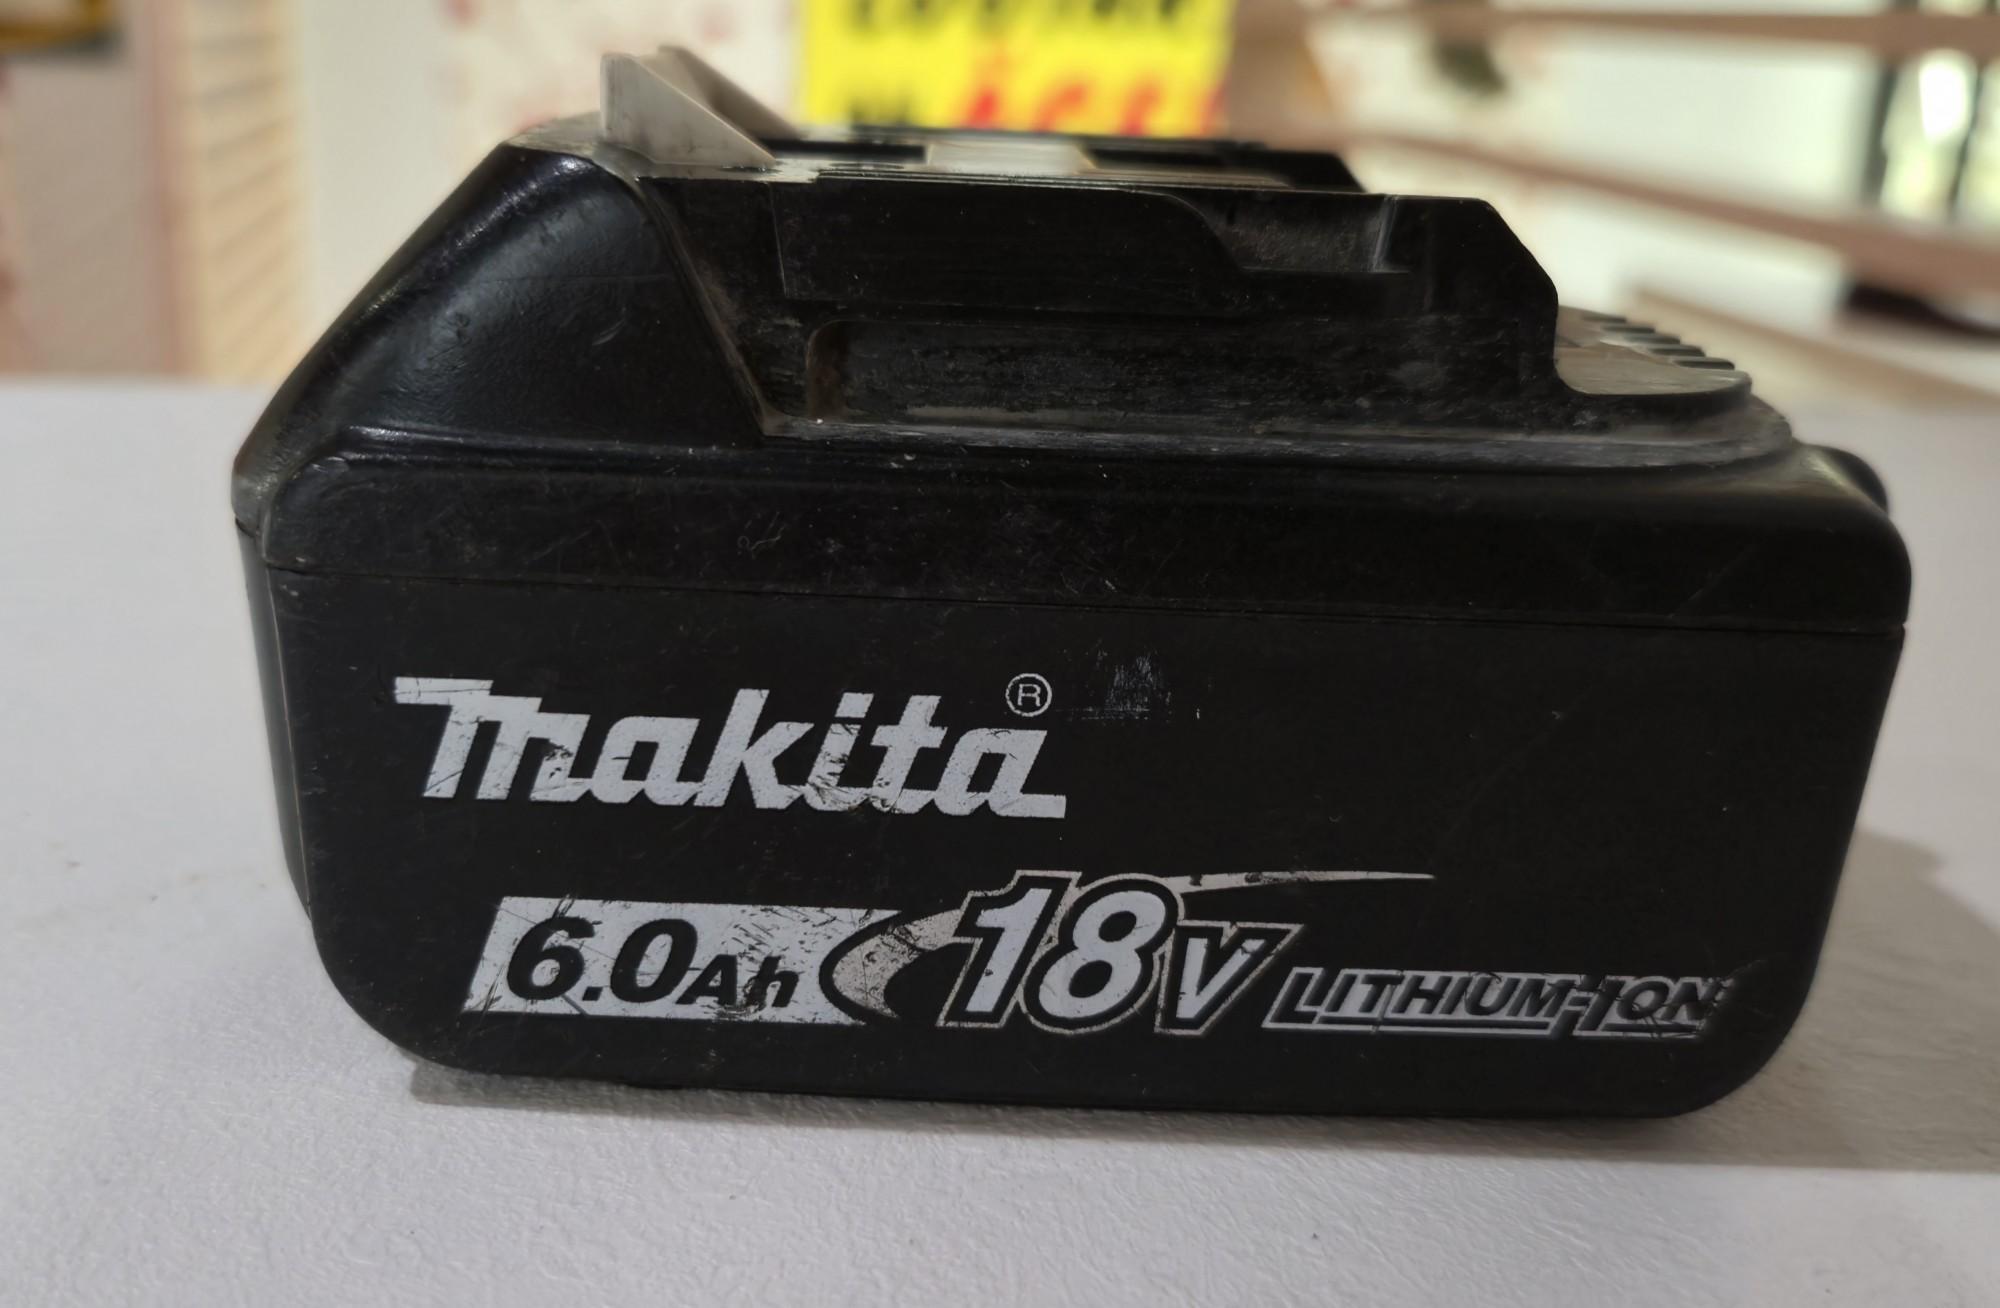 makita®
6.0Ah 18V LITHIUM-ION